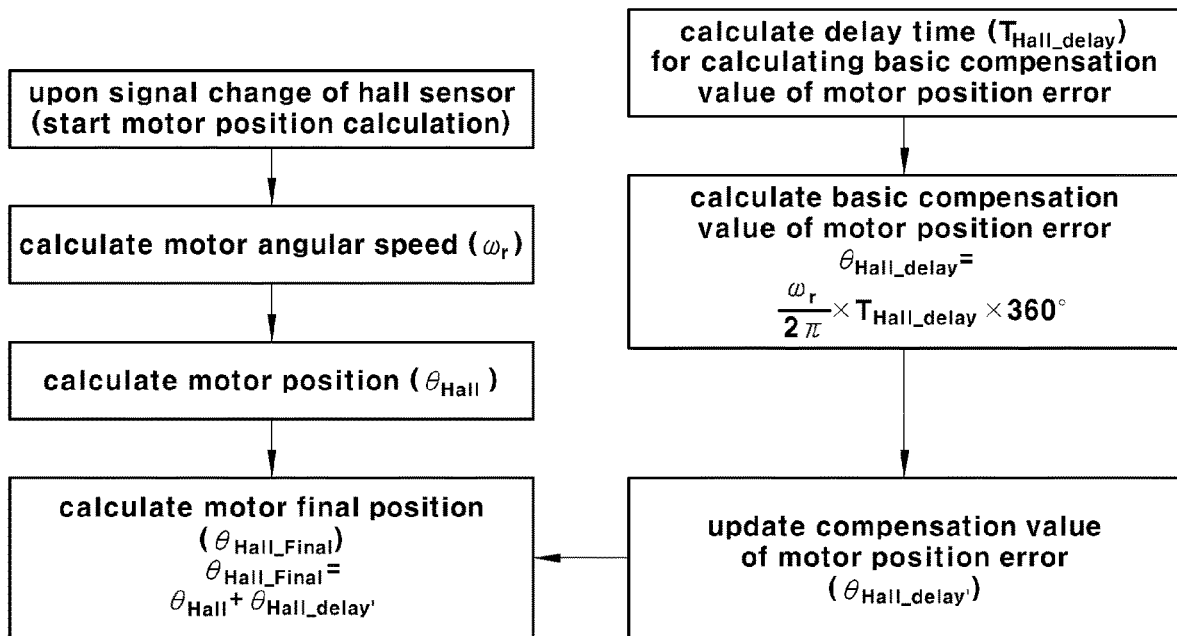 upon signal change of hall sensor
(start motor position calculation)
calculate motor angular speed (ωr)
calculate motor position (θHall)
calculate motor final position
(θHall_Final)
θHall_Final=
θHall+ θHall_delay'
calculate delay time (THall_delay)
for calculating basic compensation
value of motor position error
calculate basic compensation
value of motor position error
θHall_delay=
ωr/2π × THall_delay × 360°
update compensation value
of motor position error
(θHall_delay')